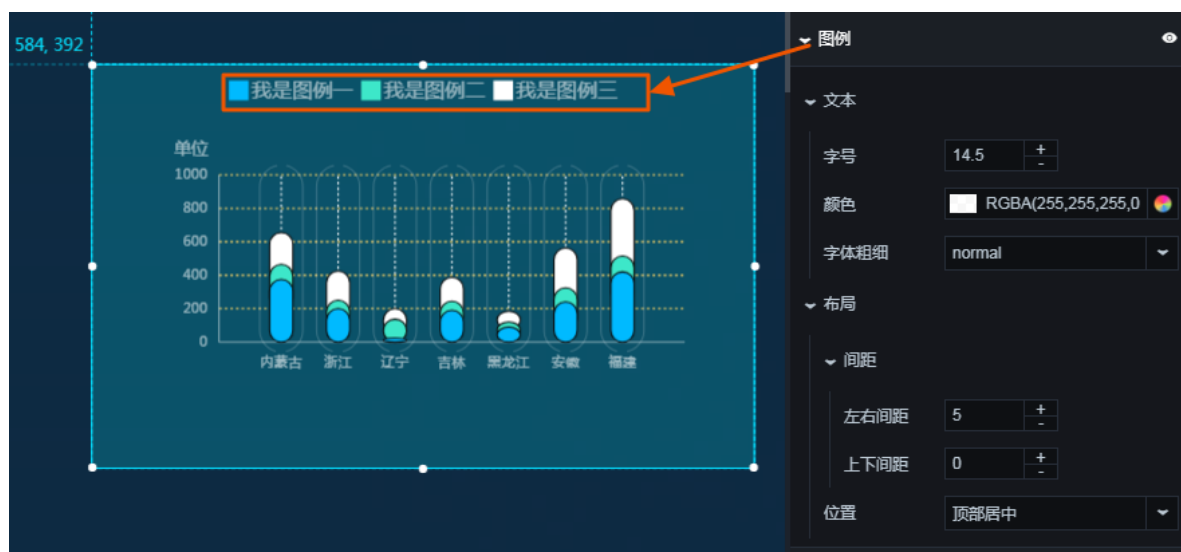 584, 392
我是图例一 我是图例二 我是图例三
单位
1000
800
600
400
200
0
内蒙古 浙江 辽宁 吉林 黑龙江 安徽 福建
图例
文本
字号 14.5 + -
颜色 RGBA(255,255,255,0
字体粗细 normal
布局
间距
左右间距 5 + -
上下间距 0 + -
位置 顶部居中